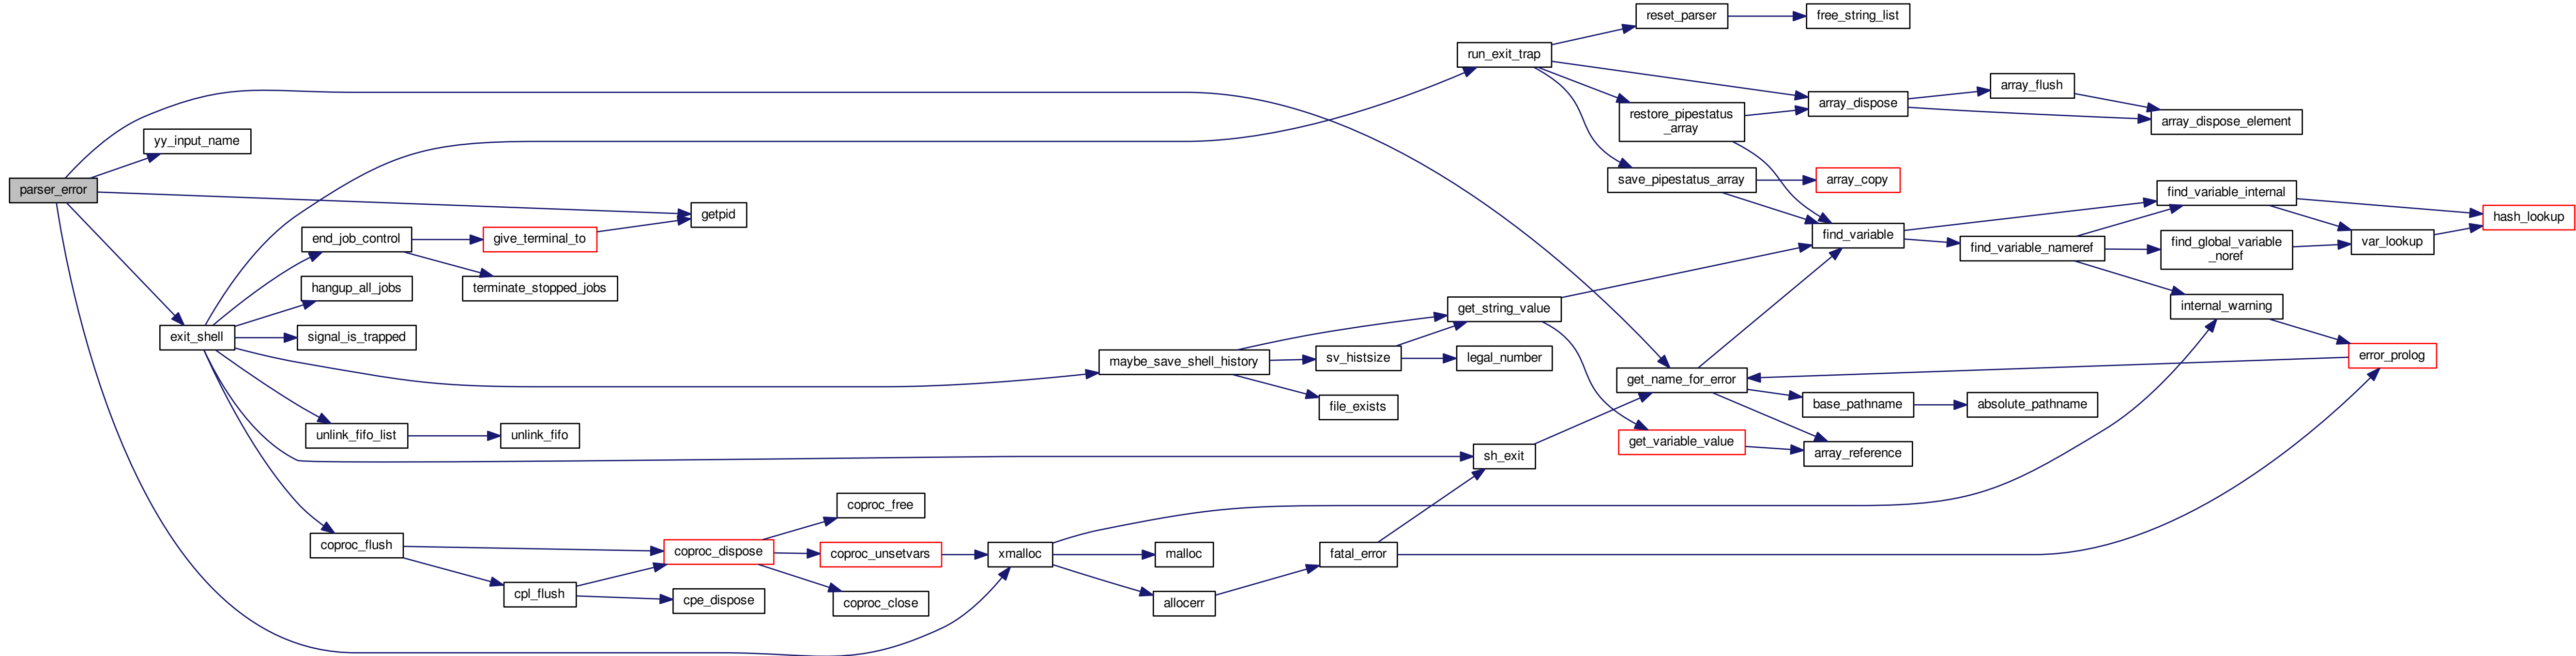 reset_parser
free_string_list
run_exit_trap
array_flush
array_dispose
restore_pipestatus
_array
array_dispose_element
yy_input_name
parser_error
save_pipestatus_array
array_copy
find_variable_internal
getpid
hash_lookup
end_job_control
give_terminal_to
find_variable
find_variable_nameref
find_global_variable
_noref
var_lookup
hangup_all_jobs
terminate_stopped_jobs
get_string_value
internal_warning
exit_shell
signal_is_trapped
maybe_save_shell_history
sv_histsize
legal_number
error_prolog
get_name_for_error
file_exists
base_pathname
absolute_pathname
unlink_fifo_list
unlink_fifo
get_variable_value
sh_exit
array_reference
coproc_free
coproc_flush
coproc_dispose
coproc_unsetvars
xmalloc
malloc
fatal_error
cpl_flush
cpe_dispose
coproc_close
allocerr